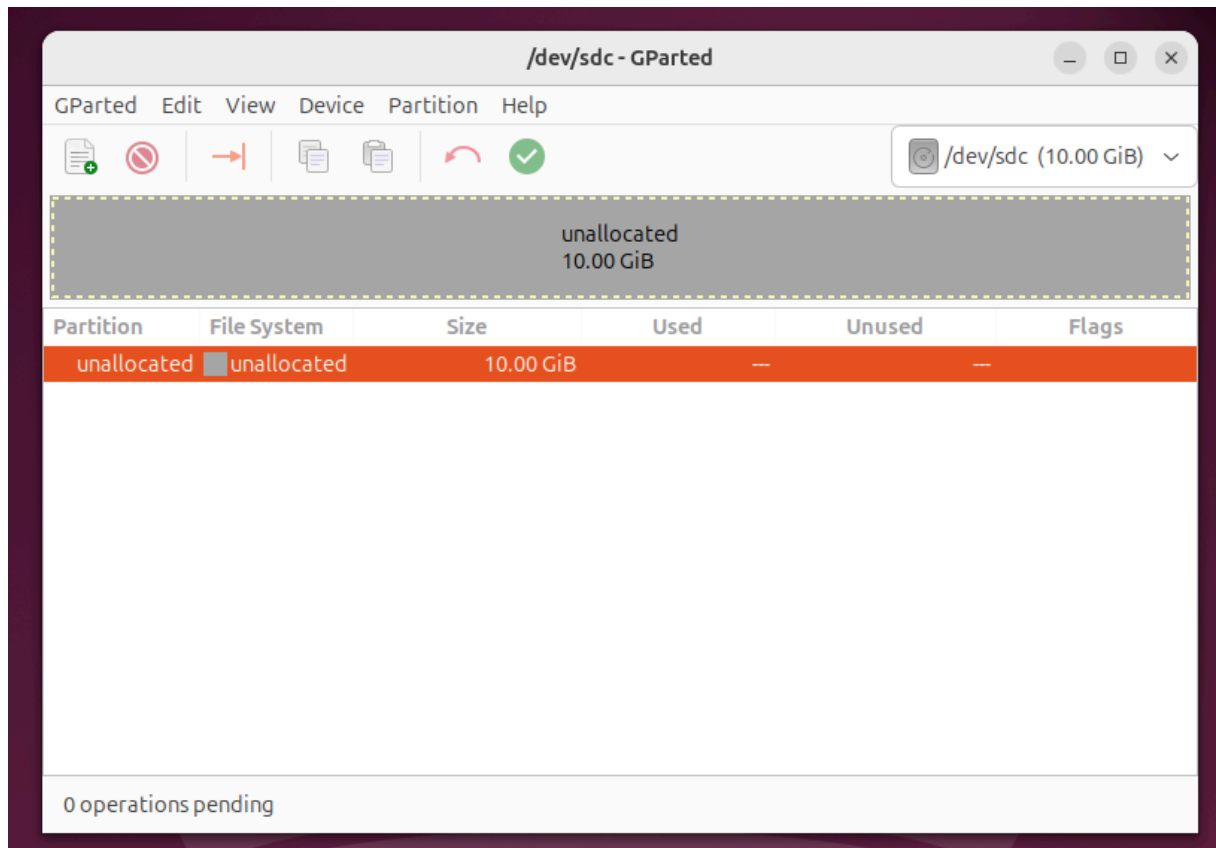 /dev/sdc - GParted
GParted Edit View Device Partition Help
/dev/sdc (10.00 GiB)
unallocated
10.00 GiB
Partition File System Size Used Unused Flags
unallocated unallocated 10.00 GiB --- ---
0 operations pending